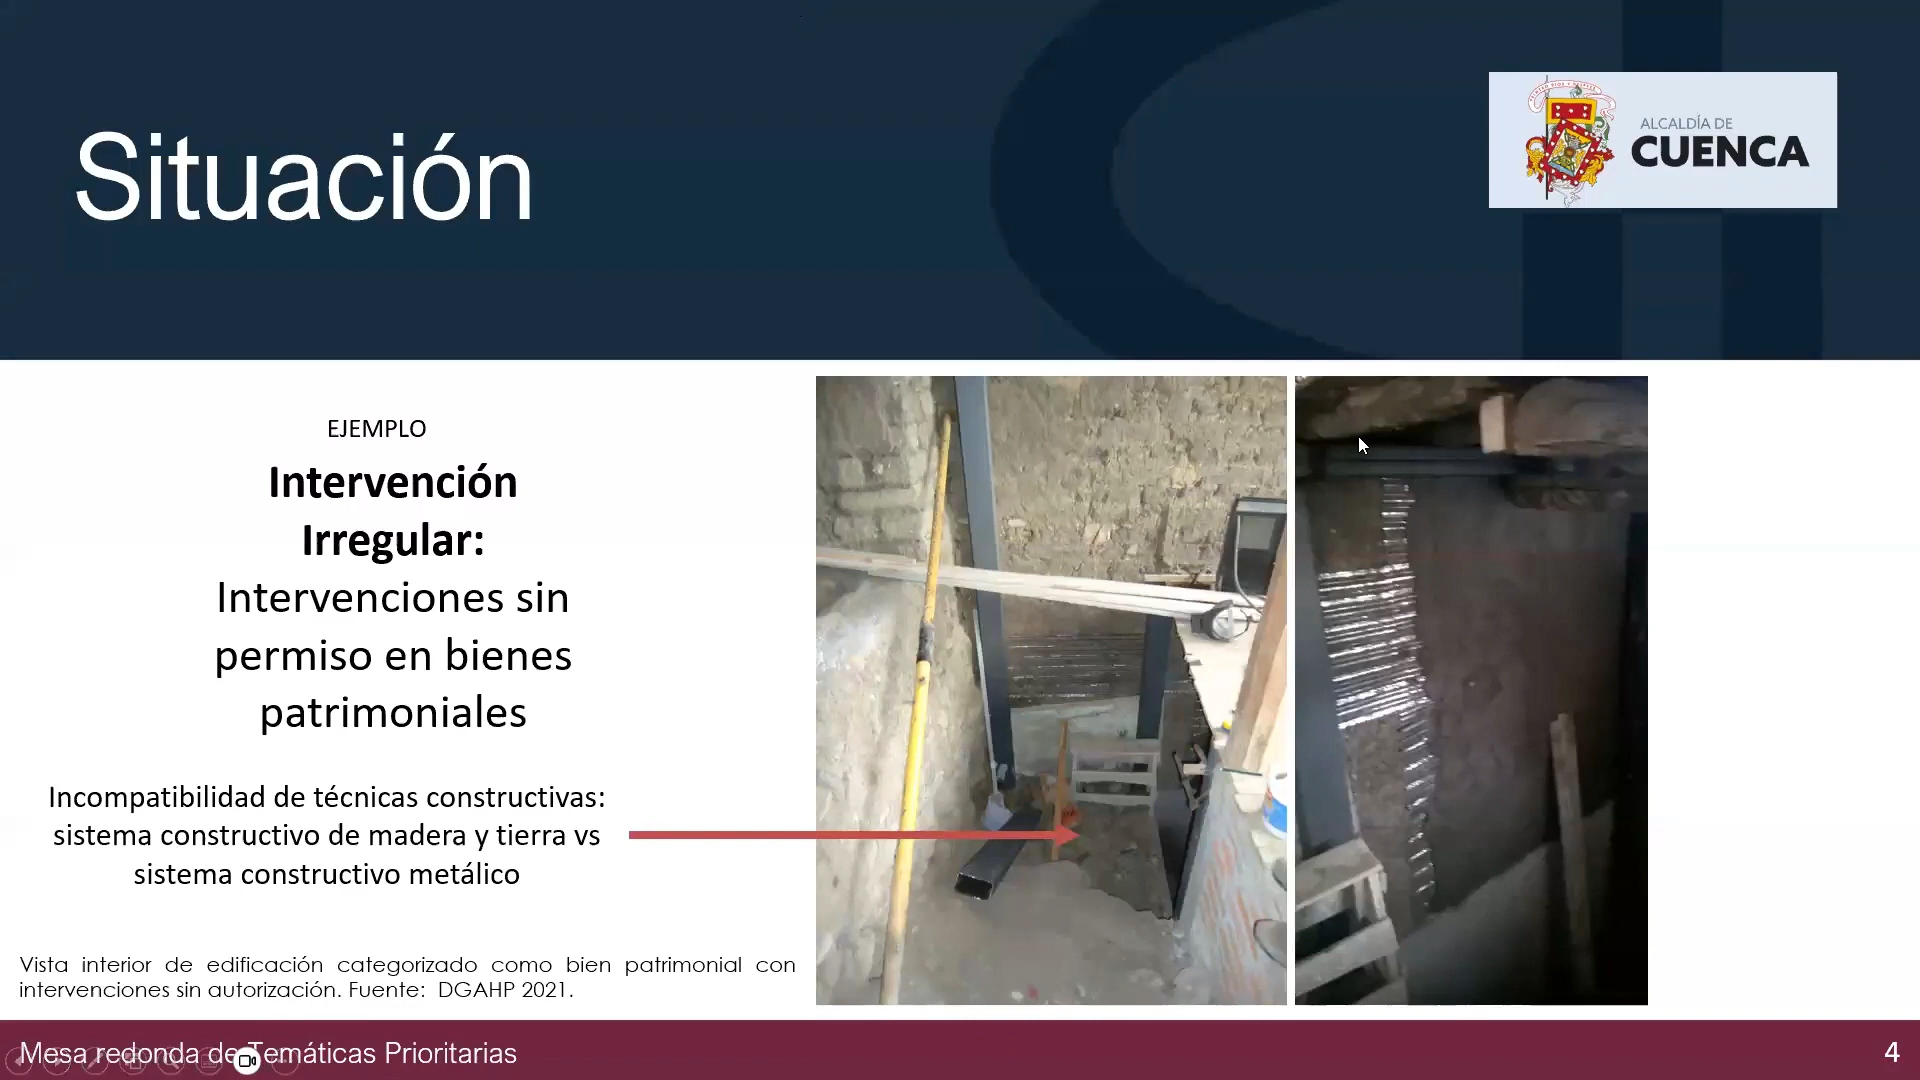 Situación
ALCALDÍA DE
CUENCA
EJEMPLO
Intervención
Irregular:
Intervenciones sin
permiso en bienes
patrimoniales
Incompatibilidad de técnicas constructivas:
sistema constructivo de madera y tierra vs
sistema constructivo metálico
Vista interior de edificación categorizado como bien patrimonial con
intervenciones sin autorización. Fuente: DGAHP 2021.
Mesa redonda de Temáticas Prioritarias
4